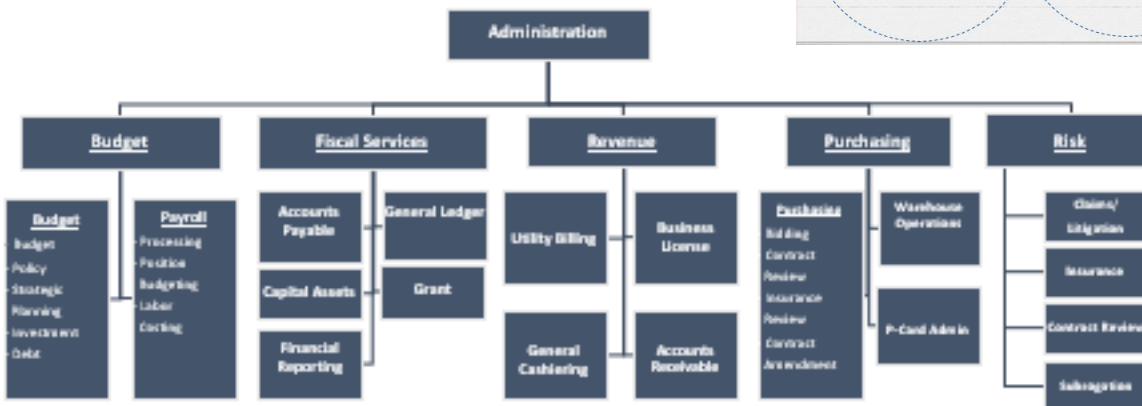 Administration
Budget
Fiscal Services
Revenue
Purchasing
Risk
Budget
Budget
Policy
Strategic
Planning
Investment
Debt
Payroll
Processing
Position
Budgeting
Labor
Costing
Accounts
Payable
General Ledger
Capital Assets
Grant
Financial
Reporting
Utility Billing
Business
License
General
Cashiering
Accounts
Receivable
Purchasing
Bidding
Contract
Review
Insurance
Review
Contract
Amendment
Warehouse
Operations
P-Card Admin
Claims/
Litigation
Insurance
Contract Review
Subrogation